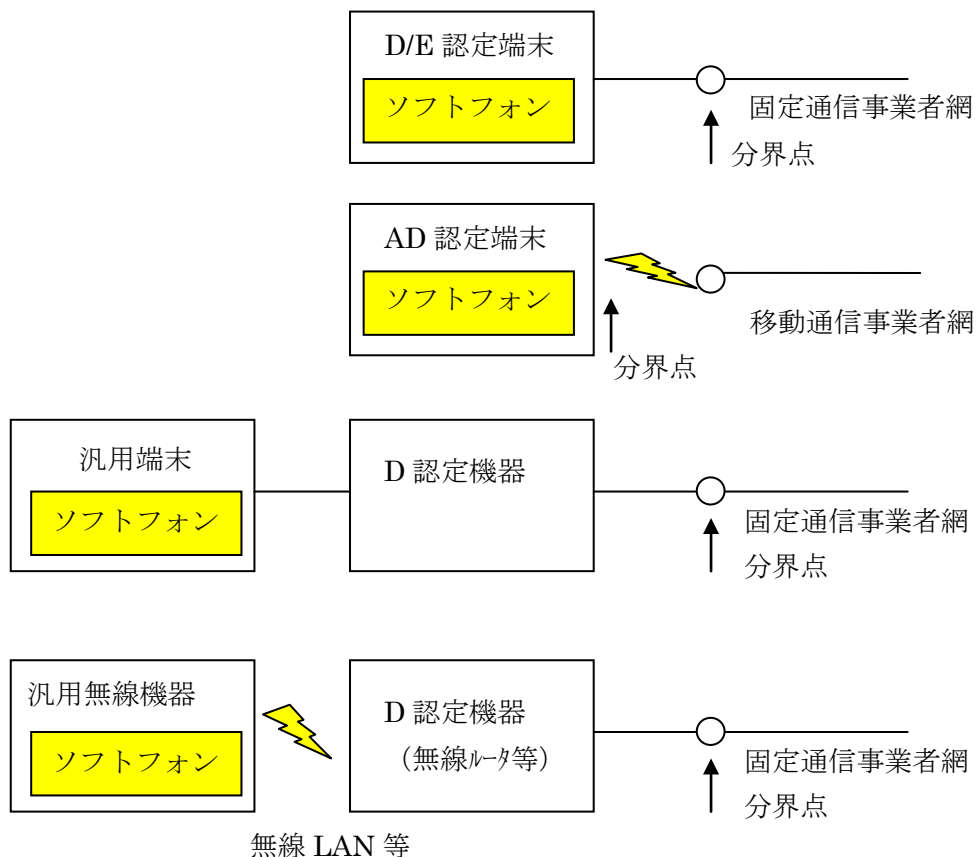 D/E 認定端末
ソフトフォン
固定通信事業者網
分界点
AD 認定端末
ソフトフォン
移動通信事業者網
分界点
汎用端末
ソフトフォン
D 認定機器
固定通信事業者網
分界点
汎用無線機器
ソフトフォン
D 認定機器
（無線ﾙｰﾀ等）
固定通信事業者網
分界点
無線 LAN 等